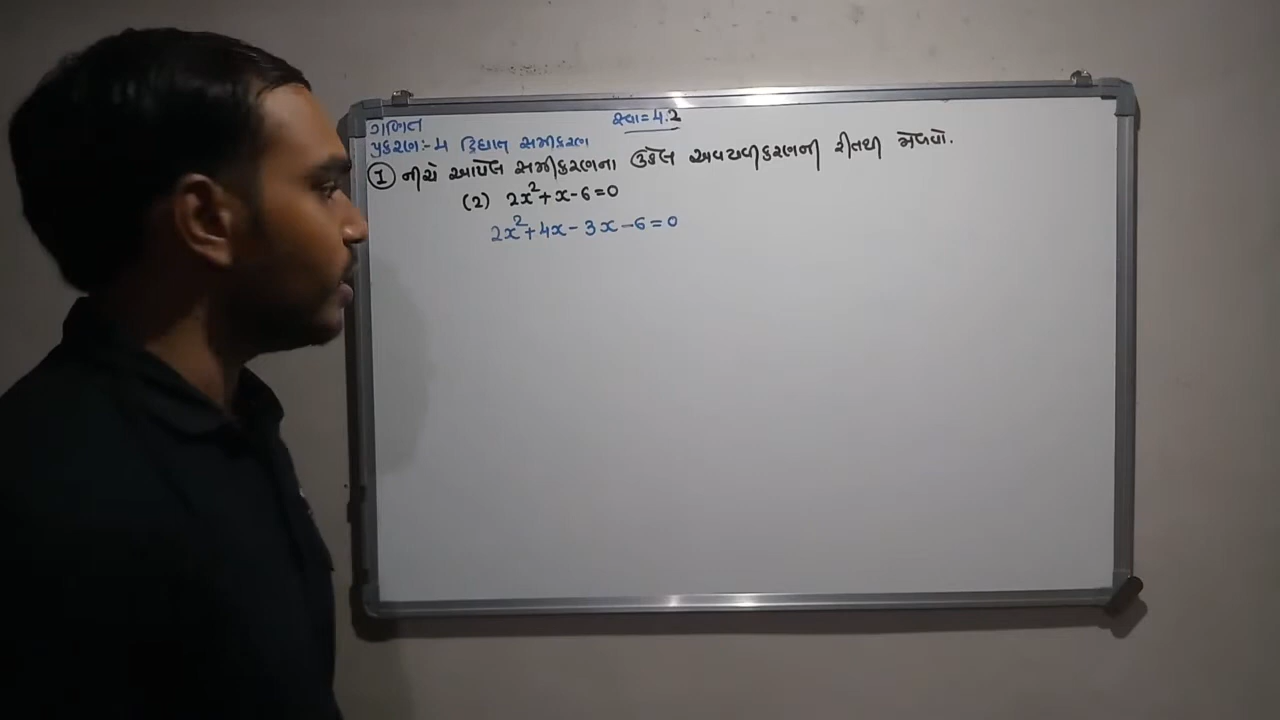 ગણિત
સ્વા = 4.2
પ્રકરણ:- 4 દ્વિઘાત સમીકરણ
1 નીચે આપેલ સમીકરણના ઉકેલ અવયવીકરણની રીતથી મેળવો.
(2) 2x²+x-6=0
2x²+4x-3x-6=0